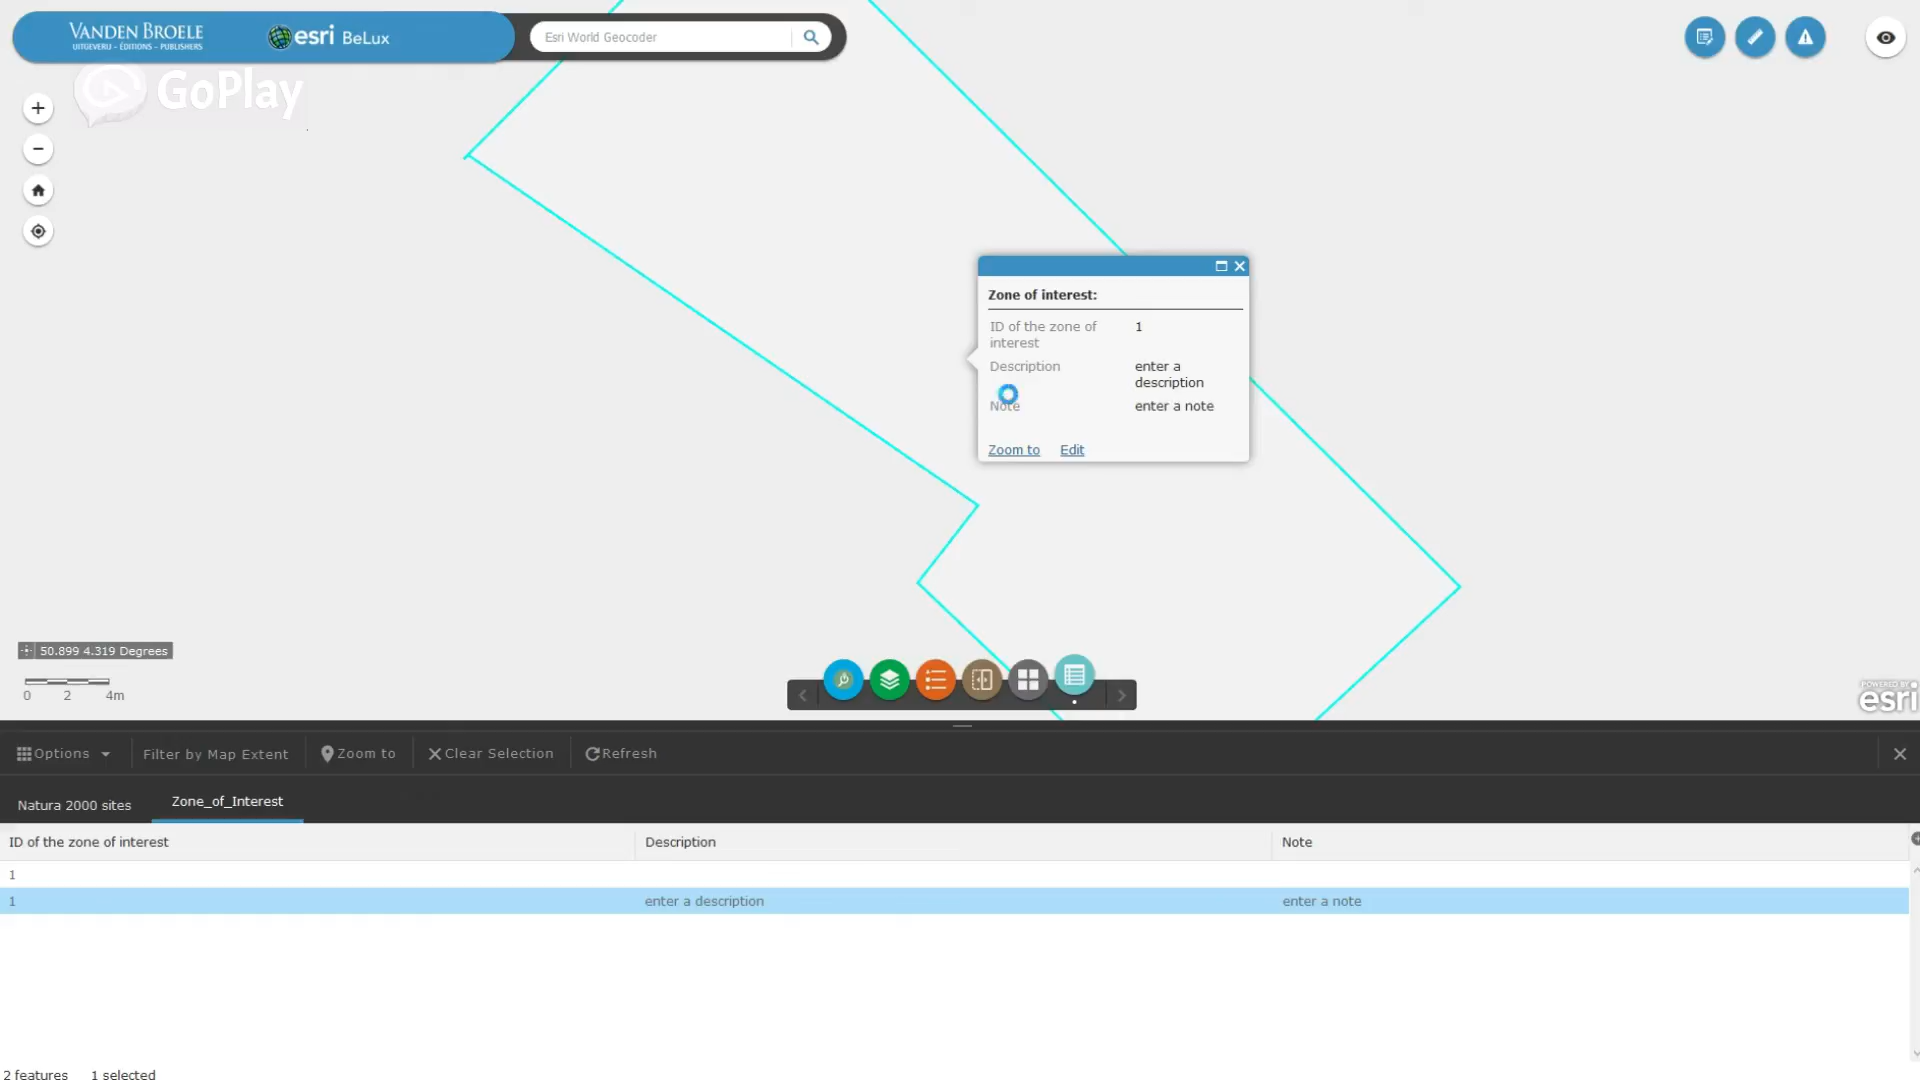 VANDEN BROELE
UITGEVERIJ - ÉDITIONS - PUBLISHERS
esri BeLux
Esri World Geocoder
GoPlay
Zone of interest:
ID of the zone of interest 1
Description enter a description
Note enter a note
Zoom to Edit
50.899 4.319 Degrees
0 2 4m
POWERED BY
esri
Options Filter by Map Extent Zoom to Clear Selection Refresh
Natura 2000 sites Zone_of_Interest
ID of the zone of interest Description Note
1
1 enter a description enter a note
2 features 1 selected